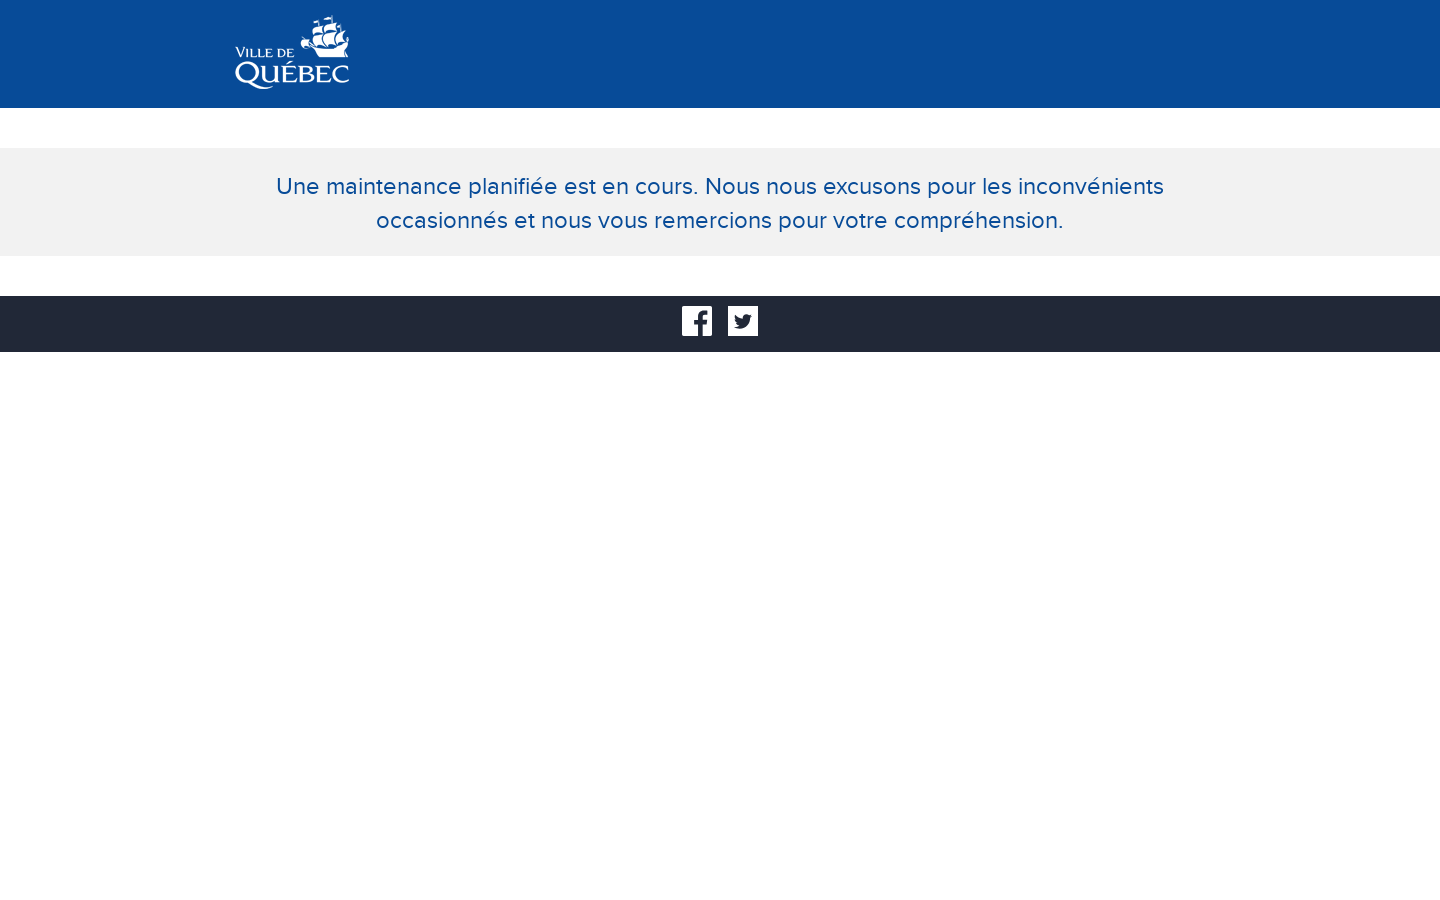 VILLE DE
QUÉBEC
Une maintenance planifiée est en cours. Nous nous excusons pour les inconvénients
occasionnés et nous vous remercions pour votre compréhension.